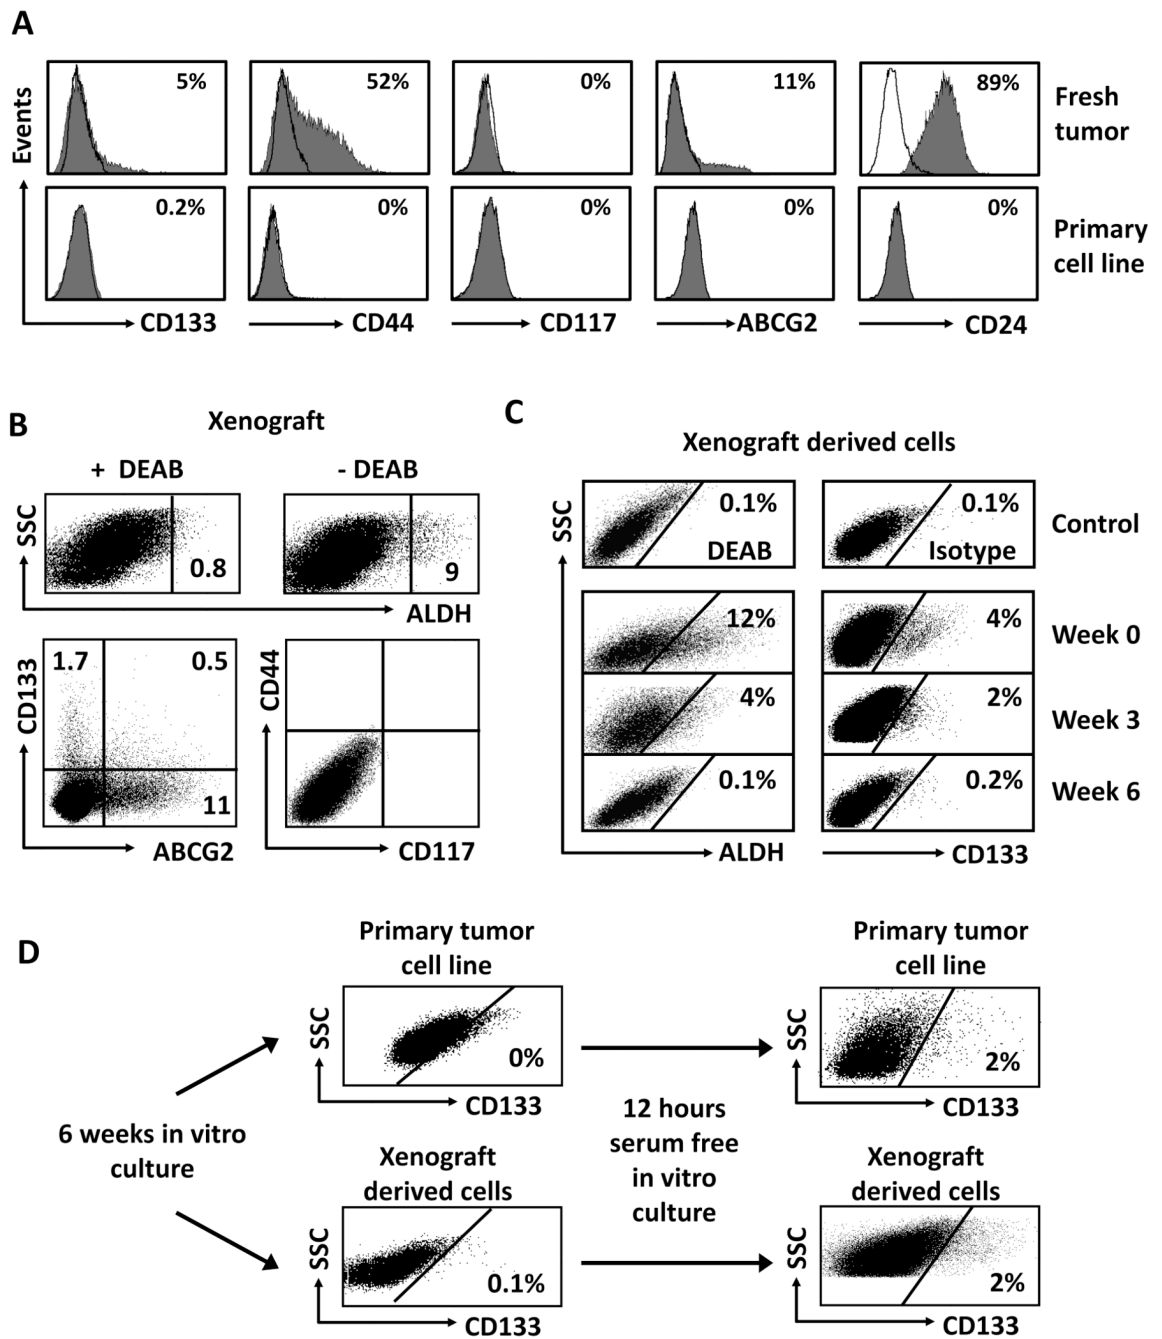 A
Events
5%
52%
0%
11%
89%
Fresh
tumor
0.2%
0%
0%
0%
0%
Primary
cell line
CD133
CD44
CD117
ABCG2
CD24
B
Xenograft
+ DEAB
- DEAB
SSC
0.8
9
ALDH
CD133
1.7
0.5
11
ABCG2
CD44
CD117
C
Xenograft derived cells
SSC
0.1%
DEAB
0.1%
Isotype
Control
12%
4%
Week 0
4%
2%
Week 3
0.1%
0.2%
Week 6
ALDH
CD133
D
6 weeks in vitro
culture
Primary tumor
cell line
SSC
0%
CD133
Xenograft
derived cells
SSC
0.1%
CD133
12 hours
serum free
in vitro
culture
Primary tumor
cell line
SSC
2%
CD133
Xenograft
derived cells
SSC
2%
CD133